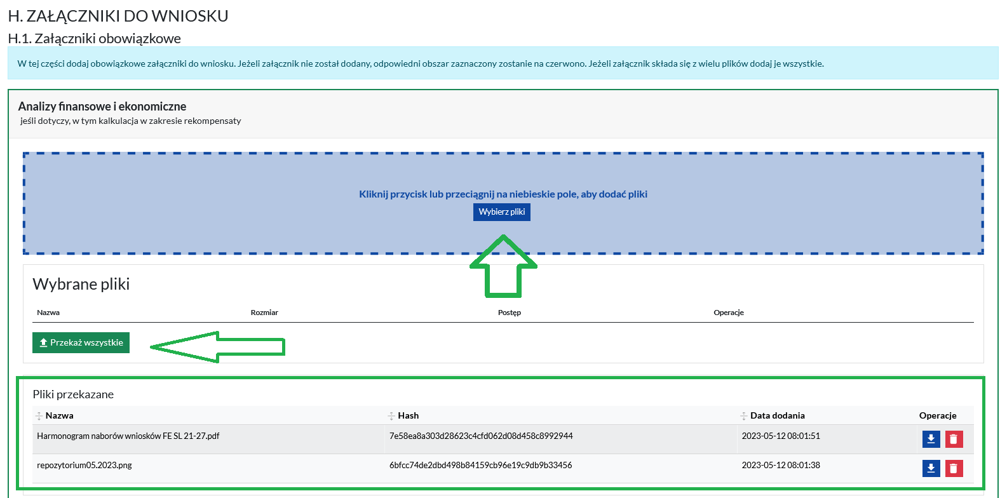 H. ZAŁĄCZNIKI DO WNIOSKU
H.1. Załączniki obowiązkowe
W tej części dodaj obowiązkowe załączniki do wniosku. Jeżeli załącznik nie został dodany, odpowiedni obszar zaznaczony zostanie na czerwono. Jeżeli załącznik składa się z wielu plików dodaj je wszystkie.
Analizy finansowe i ekonomiczne
jeśli dotyczy, w tym kalkulacja w zakresie rekompensaty
Kliknij przycisk lub przeciągnij na niebieskie pole, aby dodać pliki
Wybierz pliki
Wybrane pliki
Nazwa Rozmiar Postęp Operacje
Przekaż wszystkie
Pliki przekazane
Nazwa Hash Data dodania Operacje
Harmonogram naborów wniosków FE SL 21-27.pdf 7e58ea8a303d28623c4cfd062d08d458c8992944 2023-05-12 08:01:51
repozytorium05.2023.png 6bfcc74de2dbd498b84159cb96e19c9db9b33456 2023-05-12 08:01:38